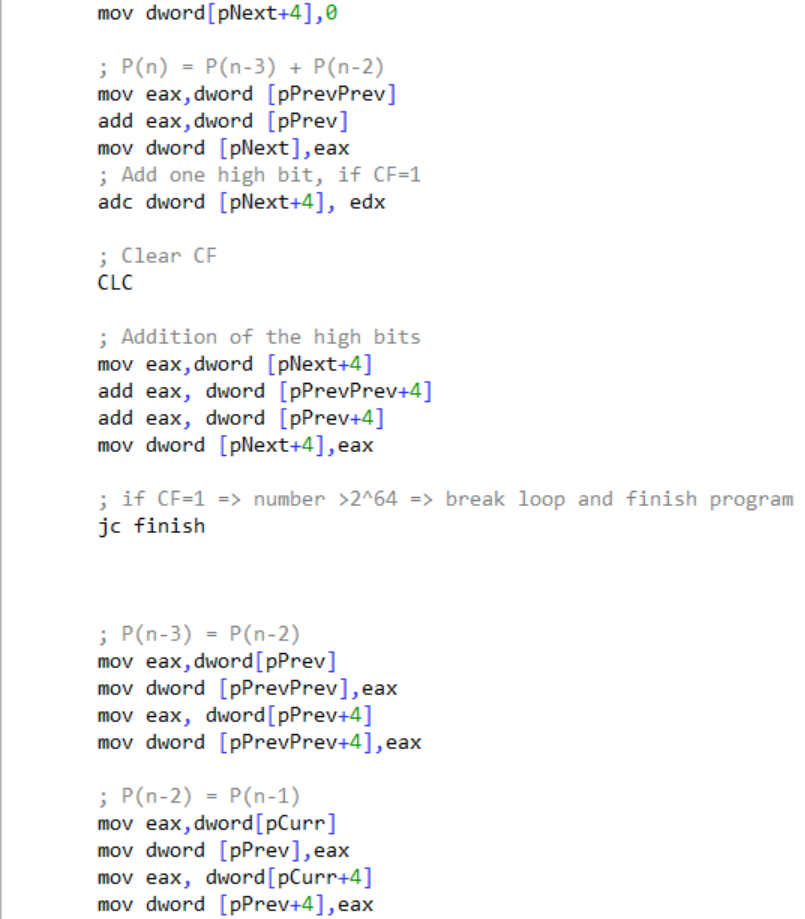 mov dword[pNext+4],0
; P(n) = P(n-3) + P(n-2)
mov eax,dword [pPrevPrev]
add eax,dword [pPrev]
mov dword [pNext],eax
; Add one high bit, if CF=1
adc dword [pNext+4], edx
; Clear CF
CLC
; Addition of the high bits
mov eax,dword [pNext+4]
add eax, dword [pPrevPrev+4]
add eax, dword [pPrev+4]
mov dword [pNext+4],eax
; if CF=1 => number >2^64 => break loop and finish program
jc finish
; P(n-3) = P(n-2)
mov eax,dword[pPrev]
mov dword [pPrevPrev],eax
mov eax, dword[pPrev+4]
mov dword [pPrevPrev+4],eax
; P(n-2) = P(n-1)
mov eax,dword[pCurr]
mov dword [pPrev],eax
mov eax, dword[pCurr+4]
mov dword [pPrev+4],eax